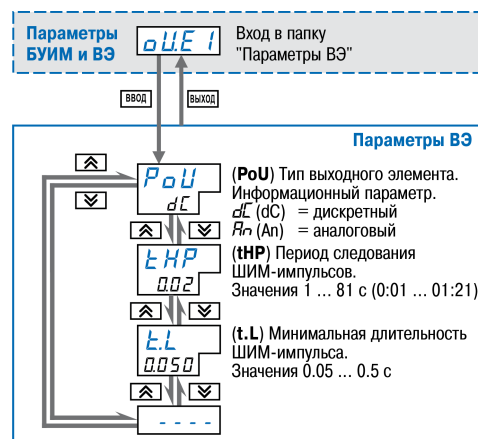 Параметры
БУИМ и ВЭ
oU.E 1
Вход в папку
"Параметры ВЭ"
ВВОД
ВЫХОД
Параметры ВЭ
PoU
dC
(PoU) Тип выходного элемента.
Информационный параметр.
dC (dC) = дискретный
An (An) = аналоговый
tHP
0.02
(tHP) Период следования
ШИМ-импульсов.
Значения 1 ... 81 с (0:01 ... 01:21)
t.L
0.050
(t.L) Минимальная длительность
ШИМ-импульса.
Значения 0.05 ... 0.5 с
- - - -